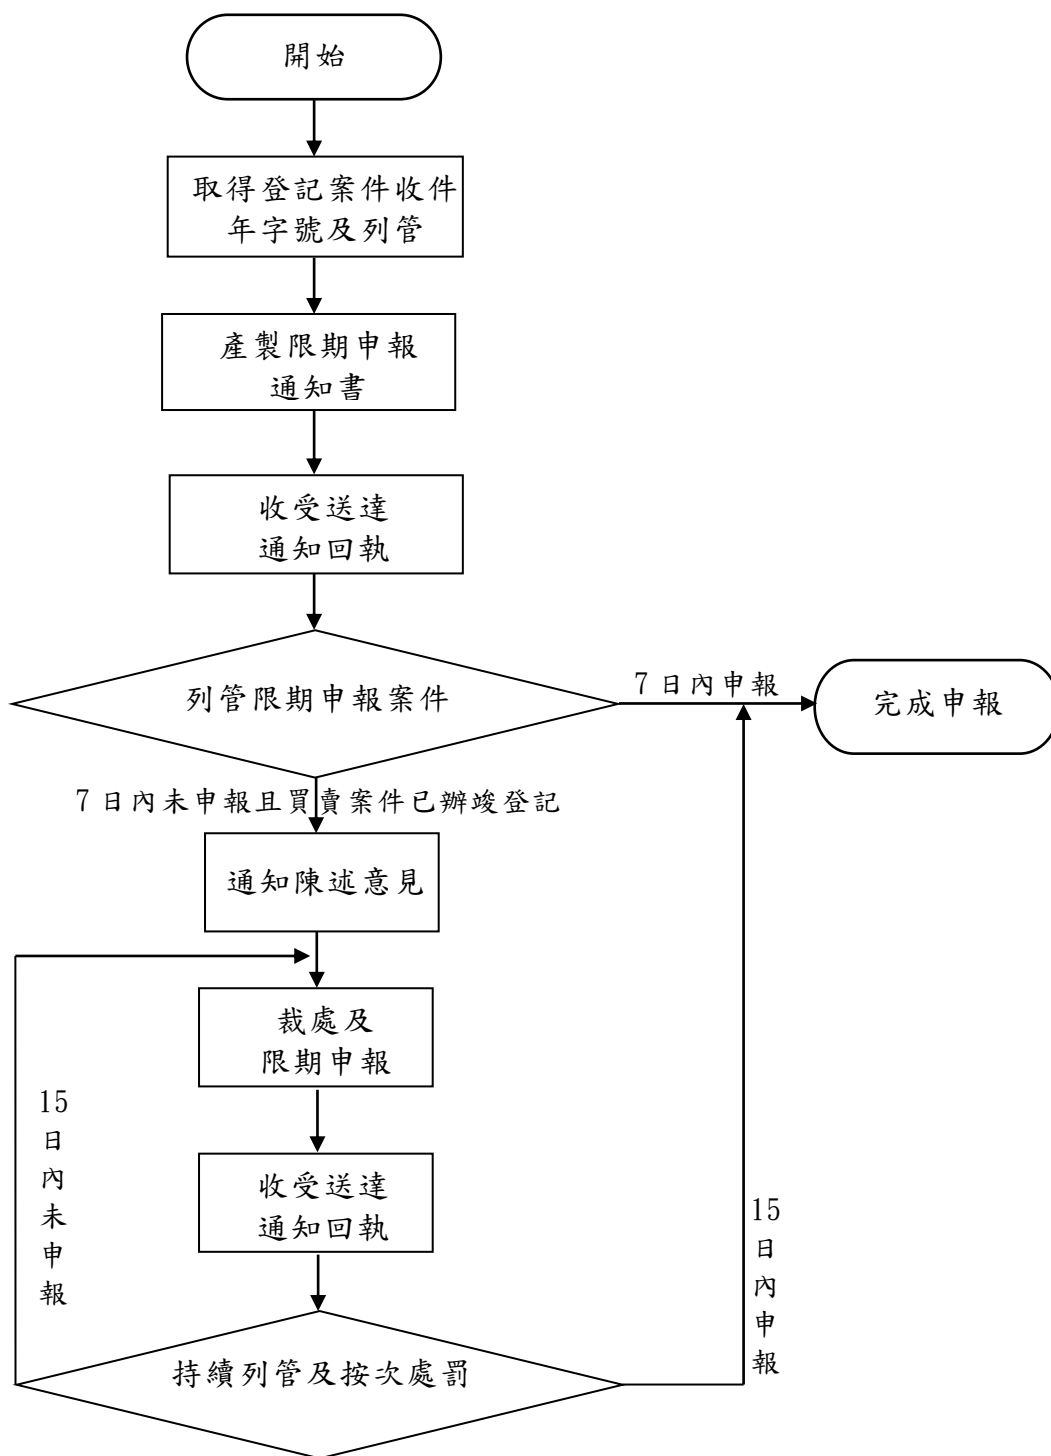 開始
取得登記案件收件
年字號及列管
產製限期申報
通知書
收受送達
通知回執
列管限期申報案件
7日內申報
完成申報
7日內未申報且買賣案件已辦竣登記
通知陳述意見
裁處及
限期申報
15
日
內
未
申
報
收受送達
通知回執
15
日
內
申
報
持續列管及按次處罰